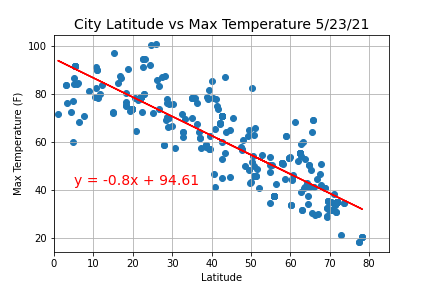 City Latitude vs Max Temperature 5/23/21
Max Temperature (F)
100
80
60
40
20
y = -0.8x + 94.61
0 10 20 30 40 50 60 70 80
Latitude